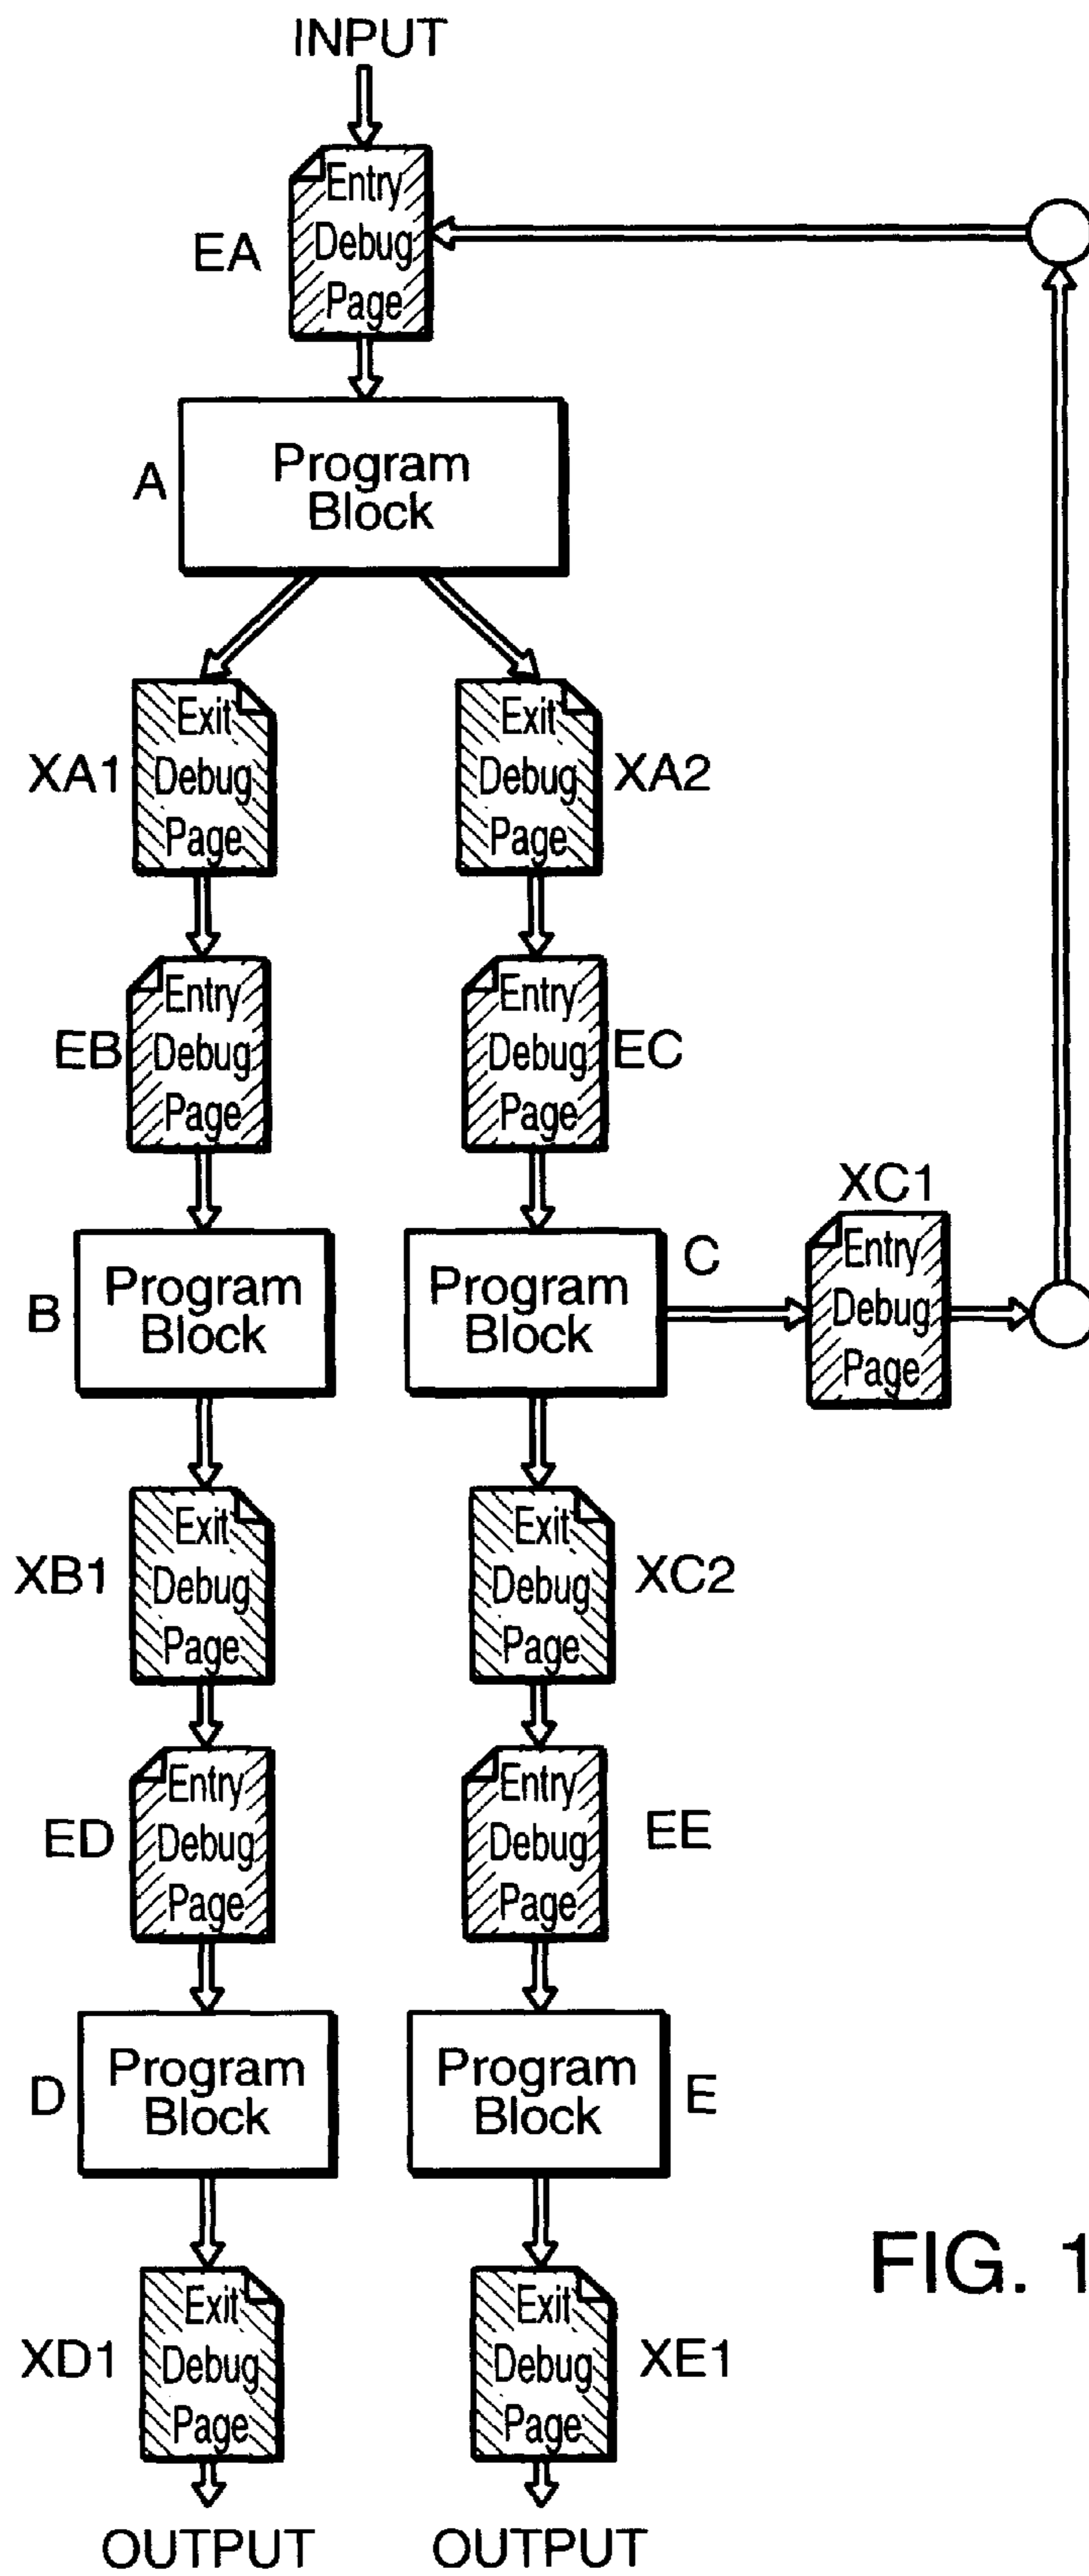 INPUT
EA
Entry
Debug
Page
A
Program
Block
XA1
Exit
Debug
Page
Exit
Debug
Page
XA2
EB
Entry
Debug
Page
Entry
Debug
Page
EC
B
Program
Block
Program
Block
C
XC1
Entry
Debug
Page
XB1
Exit
Debug
Page
Exit
Debug
Page
XC2
ED
Entry
Debug
Page
Entry
Debug
Page
EE
D
Program
Block
Program
Block
E
XD1
Exit
Debug
Page
Exit
Debug
Page
XE1
OUTPUT
OUTPUT
FIG. 1